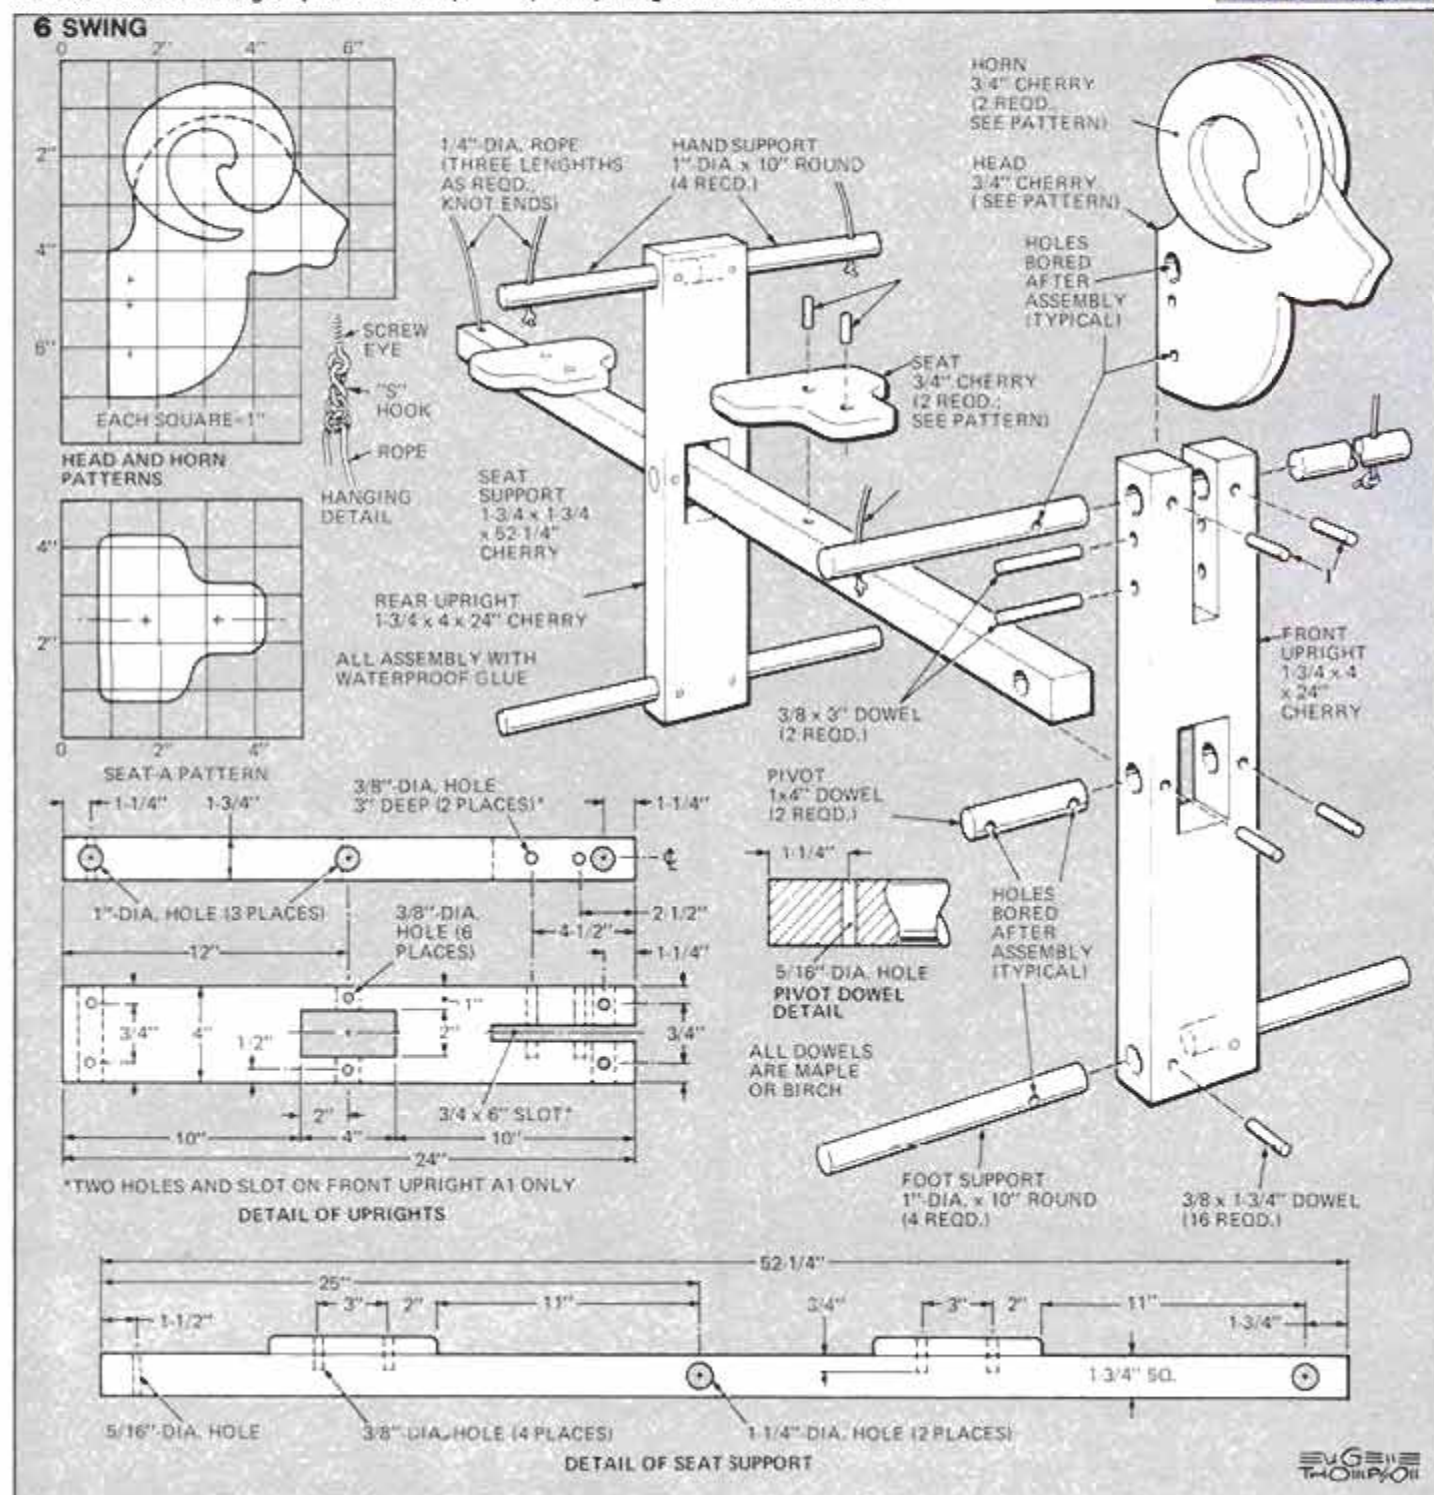 6 SWING
0 2" 4" 6"
2"
4"
6"
EACH SQUARE=1"
HEAD AND HORN
PATTERNS
SCREW
EYE
"S"
HOOK
ROPE
HANGING
DETAIL
1/4"-DIA. ROPE
(THREE LENGHTHS
AS REQD.,
KNOT ENDS)
HAND SUPPORT
1"-DIA x 10" ROUND
(4 RECD.)
HORN
3/4" CHERRY
(2 REQD.,
SEE PATTERN)
HEAD
3/4" CHERRY
(SEE PATTERN)
HOLES
BORED
AFTER
ASSEMBLY
(TYPICAL)
SEAT
3/4" CHERRY
(2 REQD.;
SEE PATTERN)
SEAT
SUPPORT
1-3/4 x 1-3/4
x 52-1/4"
CHERRY
REAR UPRIGHT
1-3/4 x 4 x 24" CHERRY
ALL ASSEMBLY WITH
WATERPROOF GLUE
4"
2"
0 2" 4"
SEAT-A PATTERN
3/8 x 3" DOWEL
(2 REQD.)
FRONT
UPRIGHT
1-3/4 x 4
x 24"
CHERRY
PIVOT
1x4" DOWEL
(2 REQD.)
1-1/4"
5/16"-DIA. HOLE
PIVOT DOWEL
DETAIL
HOLES
BORED
AFTER
ASSEMBLY
(TYPICAL)
ALL DOWELS
ARE MAPLE
OR BIRCH
FOOT SUPPORT
1"-DIA. x 10" ROUND
(4 REQD.)
3/8 x 1-3/4" DOWEL
(16 REQD.)
1-1/4" 1-3/4"
3/8"-DIA. HOLE
3" DEEP (2 PLACES)*
1-1/4"
1"-DIA. HOLE (3 PLACES)
3/8"-DIA.
HOLE (6
PLACES)
2-1/2"
4-1/2"
1-1/4"
12"
1"
3/4" 4" 1/2" 2" 3/4"
2"
3/4 x 6" SLOT*
10" 4" 10"
24"
*TWO HOLES AND SLOT ON FRONT UPRIGHT A1 ONLY
DETAIL OF UPRIGHTS
52-1/4"
25"
3" 2" 11" 3/4" 3" 2" 11"
1-1/2" 1-3/4"
1-3/4" SQ.
5/16"-DIA. HOLE
3/8"-DIA. HOLE (4 PLACES)
1-1/4"-DIA. HOLE (2 PLACES)
DETAIL OF SEAT SUPPORT